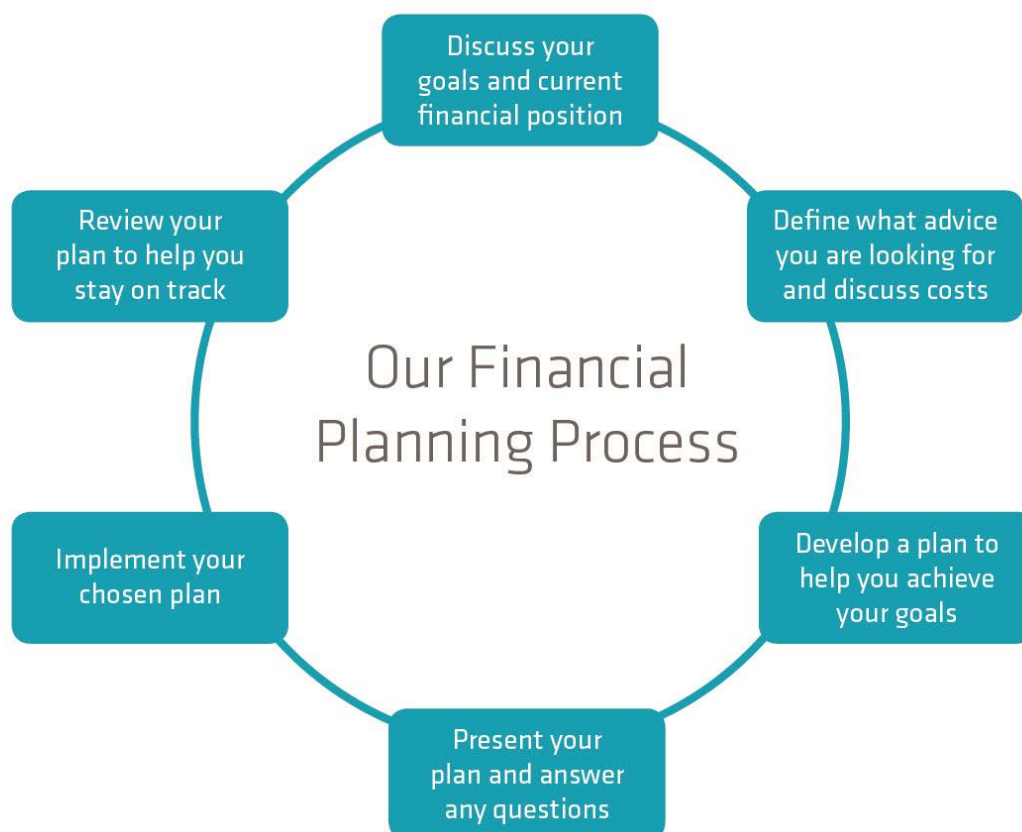 Discuss your
goals and current
financial position
Define what advice
you are looking for
and discuss costs
Develop a plan to
help you achieve
your goals
Present your
plan and answer
any questions
Implement your
chosen plan
Review your
plan to help you
stay on track
Our Financial
Planning Process